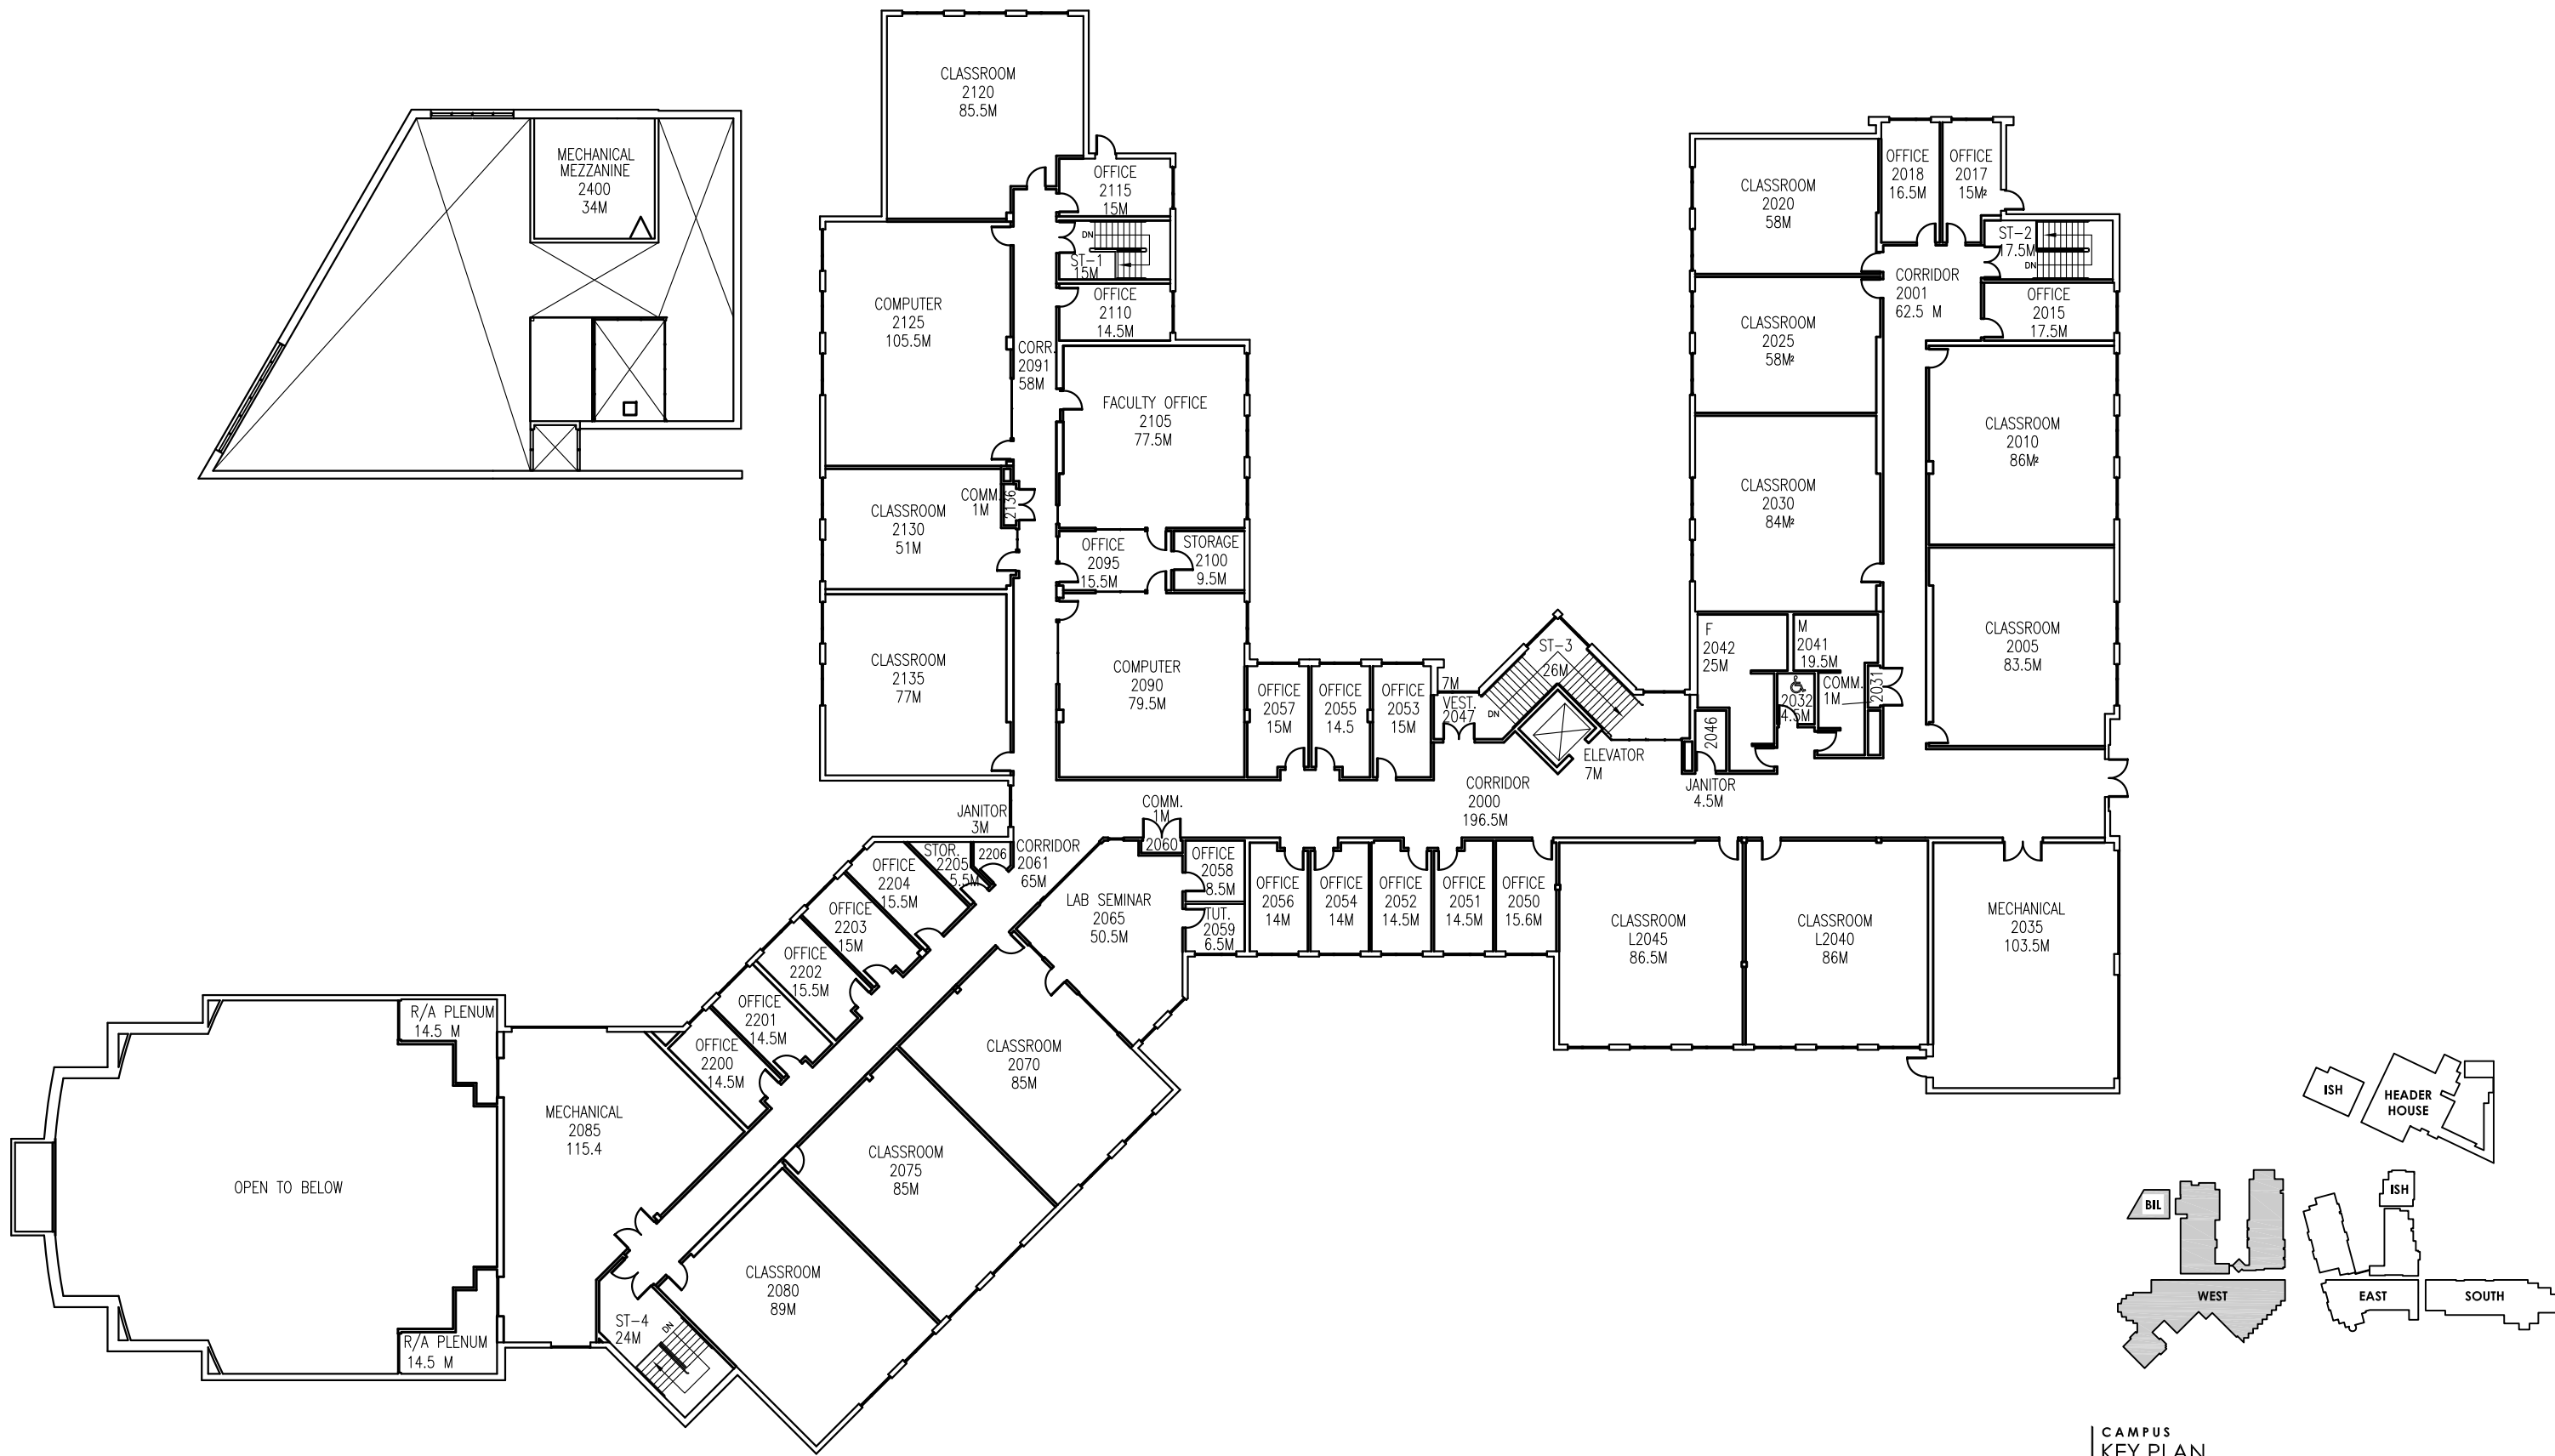 CLASSROOM
2120
85.5M
MECHANICAL
MEZZANINE
2400
34M
OFFICE
2115
15M
DN
ST-1
15M
OFFICE
2110
14.5M
COMPUTER
2125
105.5M
CORR.
2091
58M
FACULTY OFFICE
2105
77.5M
COMM.
1M
2136
CLASSROOM
2130
51M
OFFICE
2095
15.5M
STORAGE
2100
9.5M
CLASSROOM
2135
77M
COMPUTER
2090
79.5M
OFFICE
2018
16.5M
OFFICE
2017
15M²
CLASSROOM
2020
58M
ST-2
17.5M
DN
CORRIDOR
2001
62.5 M
OFFICE
2015
17.5M
CLASSROOM
2025
58M²
CLASSROOM
2010
86M²
CLASSROOM
2030
84M²
CLASSROOM
2005
83.5M
F
2042
25M
M
2041
19.5M
2032
4.5M
COMM.
1M
2031
2046
JANITOR
4.5M
OFFICE
2057
15M
OFFICE
2055
14.5
OFFICE
2053
15M
7M
VEST.
2047
ST-3
26M
DN
ELEVATOR
7M
CORRIDOR
2000
196.5M
COMM.
1M
2060
JANITOR
3M
2206
STOR.
2205
5.5M
CORRIDOR
2061
65M
OFFICE
2204
15.5M
OFFICE
2203
15M
OFFICE
2202
15.5M
OFFICE
2201
14.5M
OFFICE
2200
14.5M
LAB SEMINAR
2065
50.5M
OFFICE
2058
8.5M
TUT.
2059
6.5M
OFFICE
2056
14M
OFFICE
2054
14M
OFFICE
2052
14.5M
OFFICE
2051
14.5M
OFFICE
2050
15.6M
CLASSROOM
L2045
86.5M
CLASSROOM
L2040
86M
MECHANICAL
2035
103.5M
CLASSROOM
2070
85M
CLASSROOM
2075
85M
CLASSROOM
2080
89M
R/A PLENUM
14.5 M
MECHANICAL
2085
115.4
OPEN TO BELOW
R/A PLENUM
14.5 M
ST-4
24M
DN
ISH
HEADER
HOUSE
BIL
ISH
WEST
EAST
SOUTH
CAMPUS
KEY PLAN